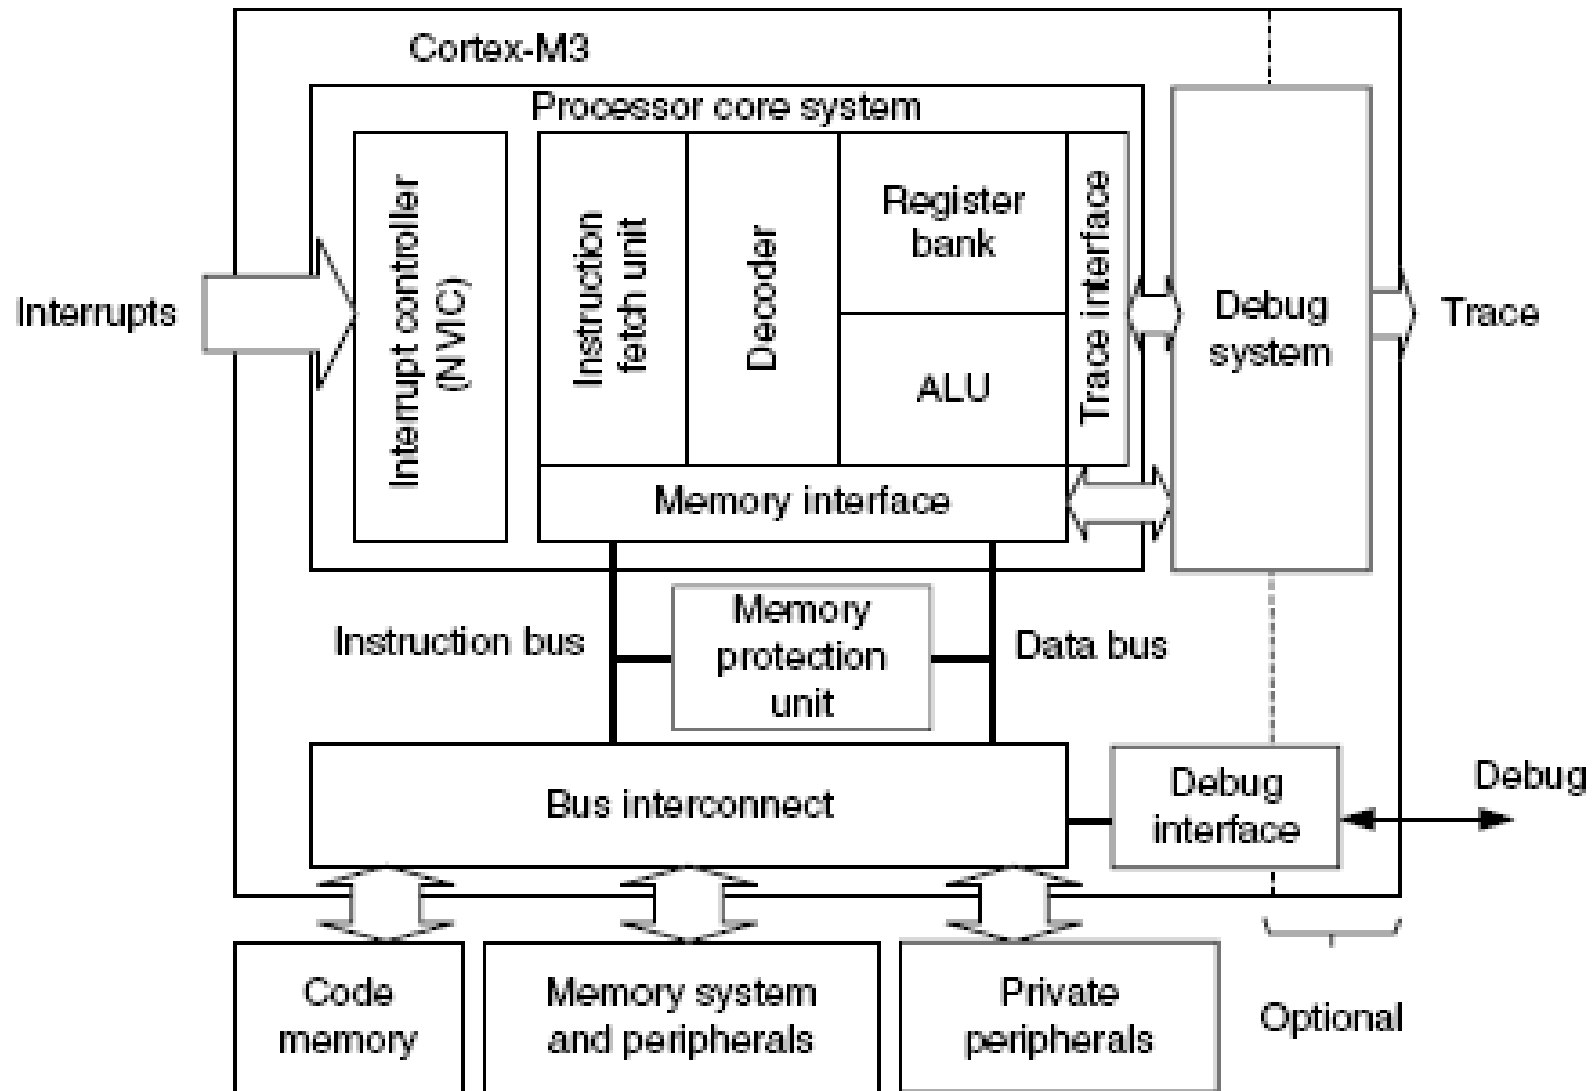 Cortex-M3
Processor core system
Interrupts
Interrupt controller
(NVIC)
Instruction
fetch unit
Decoder
Register
bank
ALU
Trace interface
Memory interface
Debug
system
Trace
Instruction bus
Memory
protection
unit
Data bus
Bus interconnect
Debug
interface
Debug
Code
memory
Memory system
and peripherals
Private
peripherals
Optional